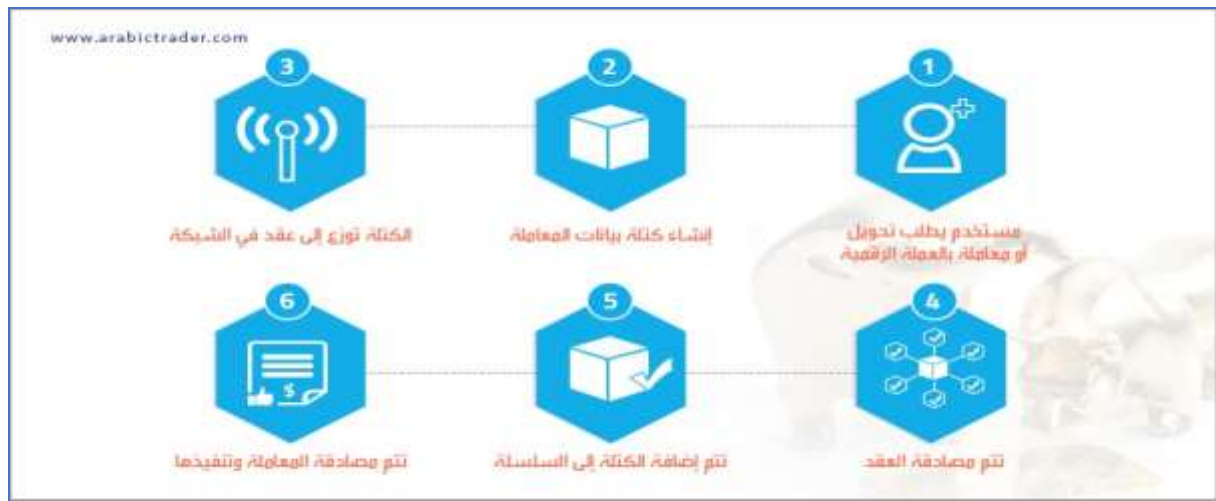 www.arabictrader.com
1
مستخدم يطلب تحويل
أو معاملة بالعملة الرقمية
2
إنشاء كتلة بيانات المعاملة
3
الكتلة توزع إلى عقد في الشبكة
4
تتم مصادقة العقد
5
تتم إضافة الكتلة إلى السلسلة
6
$
تتم مصادقة المعاملة وتنفيذها